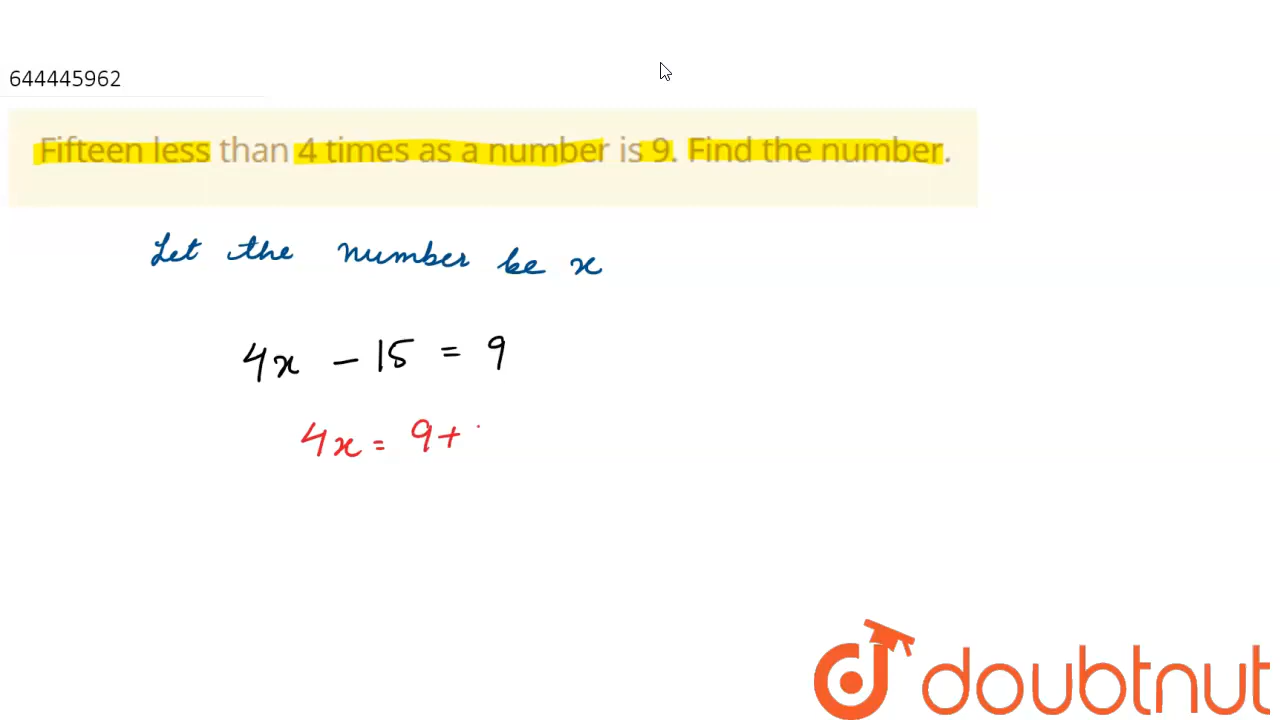 644445962
Fifteen less than 4 times as a number is 9. Find the number.
Let the number be x
4x - 15 = 9
4x = 9+
doubtnut